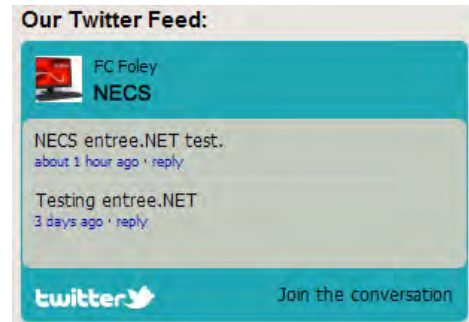 Our Twitter Feed:
FC Foley
NECS
NECS entree.NET test.
about 1 hour ago · reply
Testing entree.NET
3 days ago · reply
twitter
Join the conversation